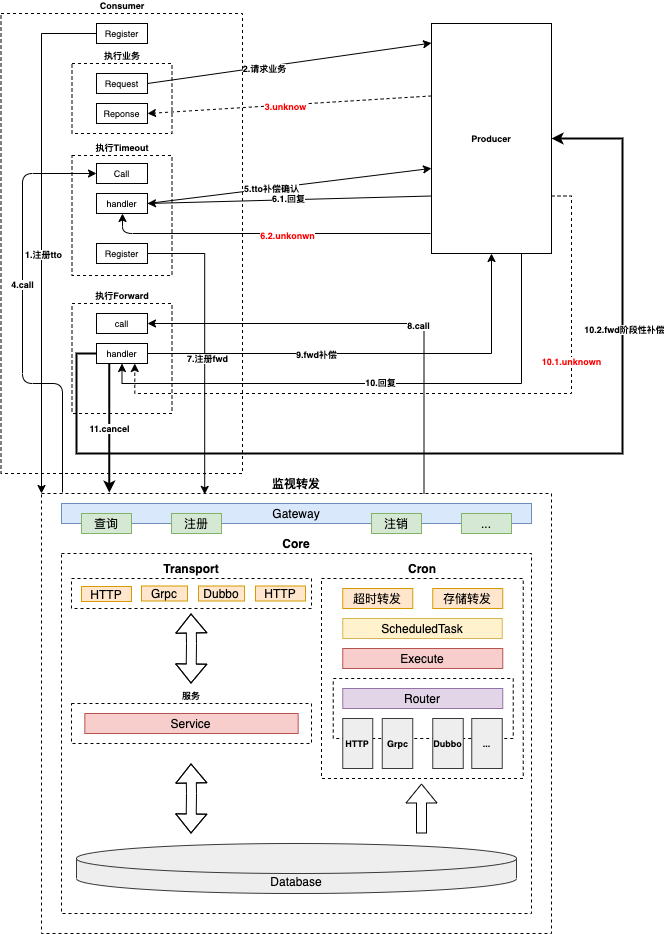 Consumer
Register
执行业务
Request
Reponse
2.请求业务
3.unknow
Producer
执行Timeout
Call
handler
Register
5.tto补偿确认
6.1.回复
6.2.unkonwn
1.注册tto
4.call
执行Forward
call
handler
8.call
9.fwd补偿
7.注册fwd
10.回复
10.1.unknown
10.2.fwd阶段性补偿
11.cancel
监视转发
Gateway
查询
注册
注销
...
Core
Transport
HTTP
Grpc
Dubbo
HTTP
Cron
超时转发
存储转发
ScheduledTask
Execute
Router
HTTP
Grpc
Dubbo
...
服务
Service
Database